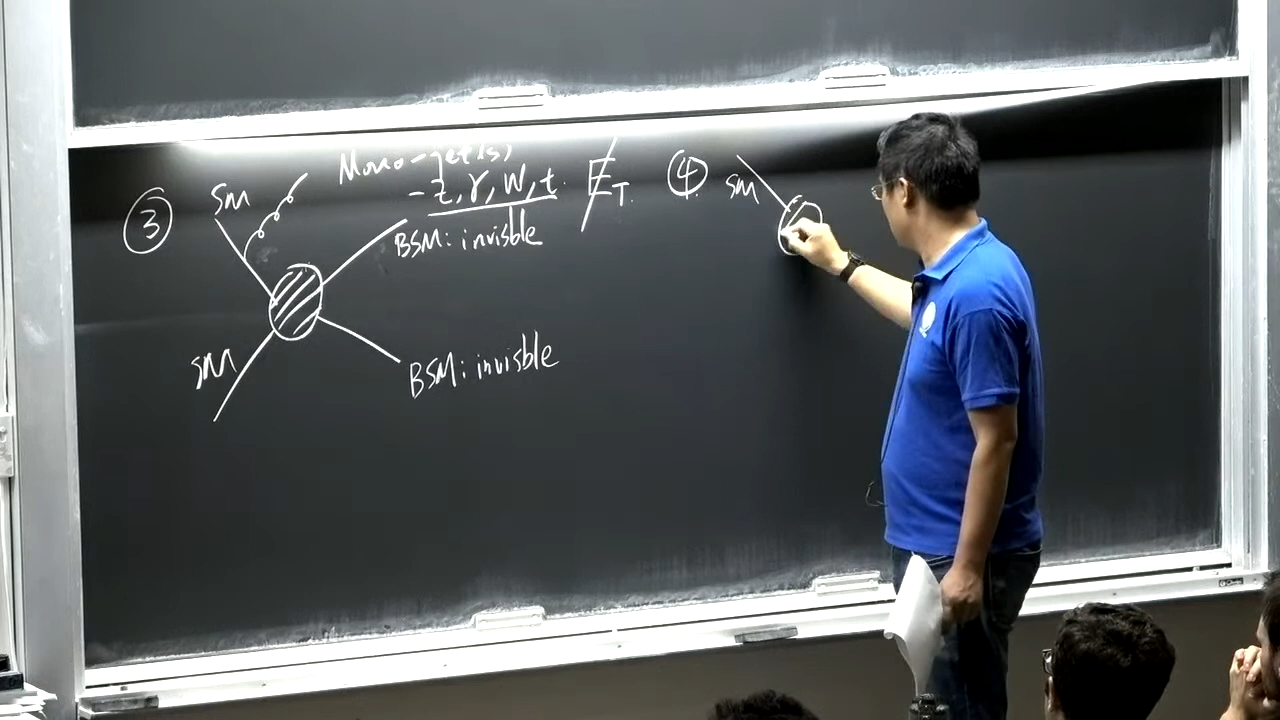 ③
SM
Mono-jet(s)
- Z, γ, W, t. E̸T.
BSM: invisble
SM
BSM: invisble
④
SM